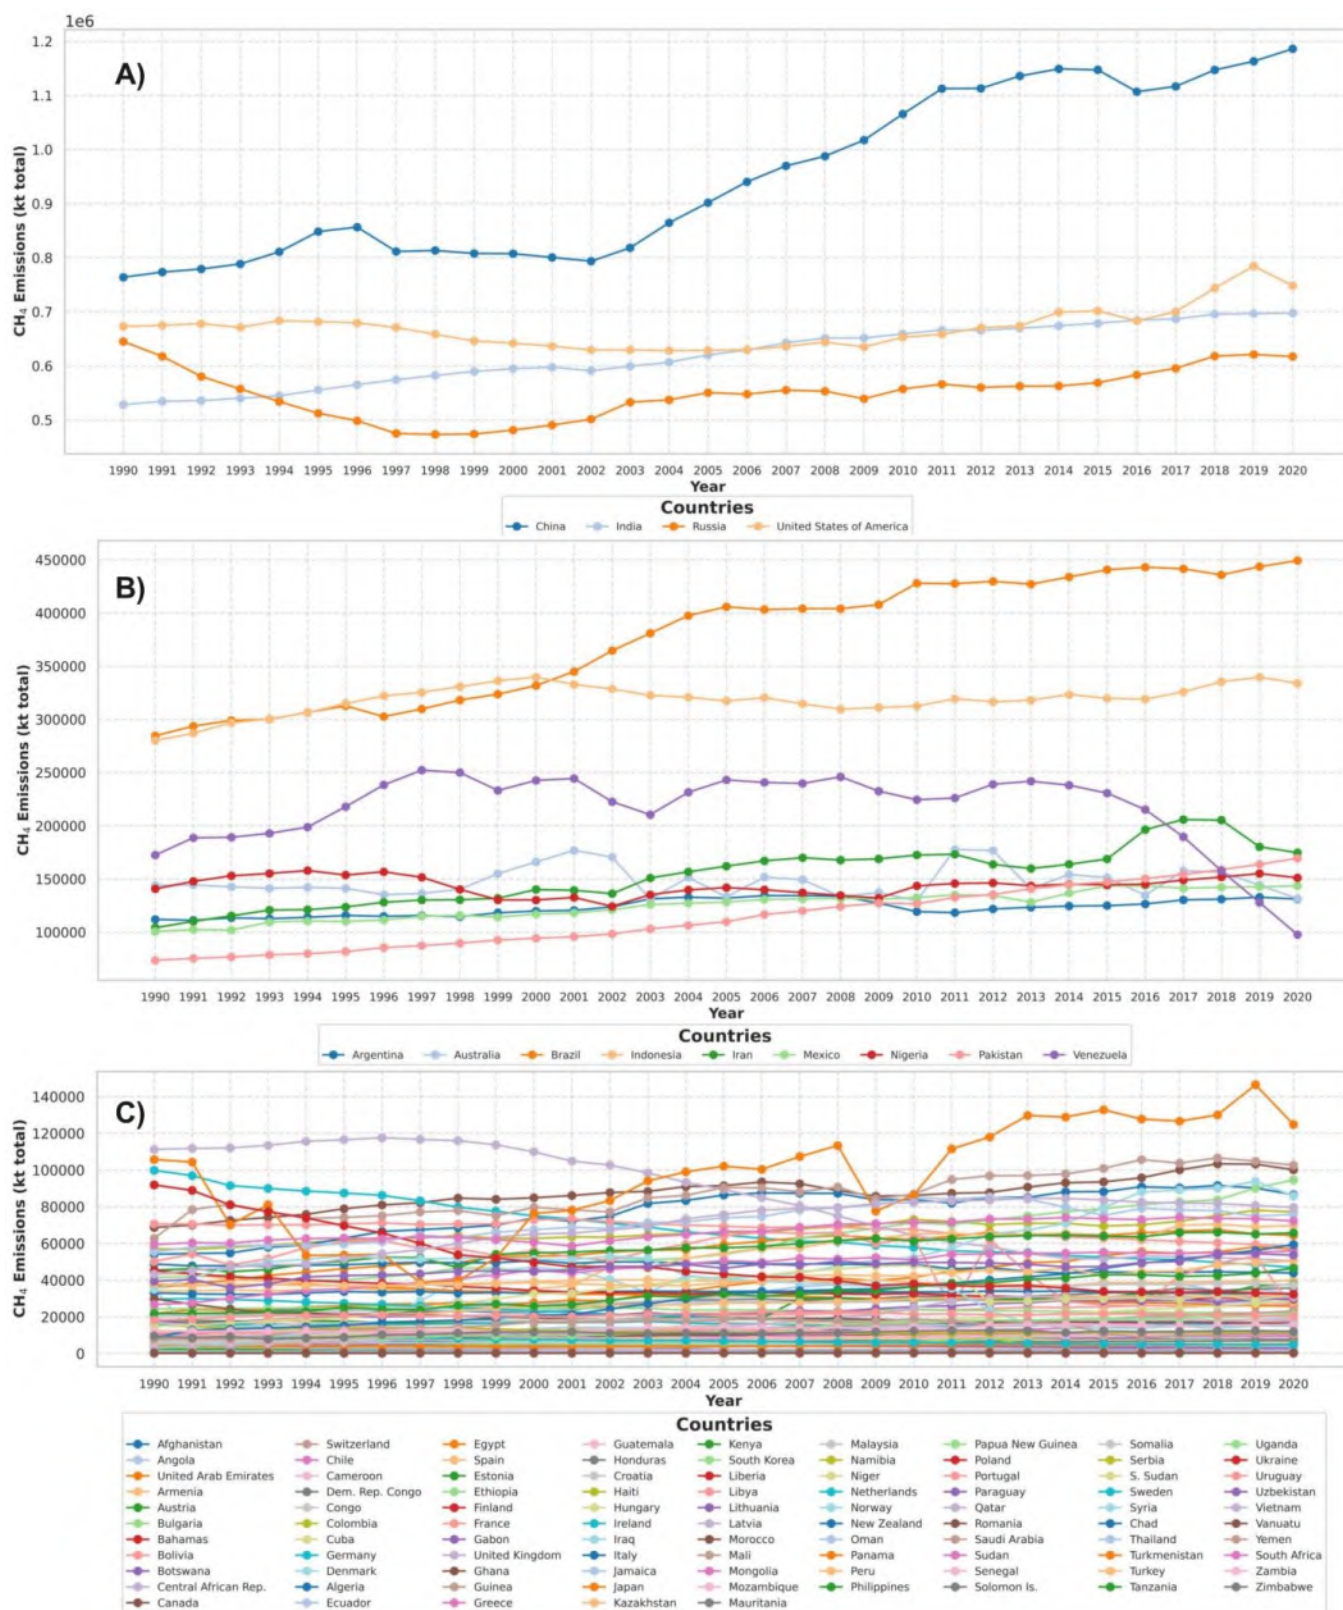 1e6
A)
1.2
1.1
1.0
0.9
0.8
0.7
0.6
0.5
CH4 Emissions (kt total)
1990 1991 1992 1993 1994 1995 1996 1997 1998 1999 2000 2001 2002 2003 2004 2005 2006 2007 2008 2009 2010 2011 2012 2013 2014 2015 2016 2017 2018 2019 2020
Year
Countries
China India Russia United States of America
B)
450000
400000
350000
300000
250000
200000
150000
100000
CH4 Emissions (kt total)
1990 1991 1992 1993 1994 1995 1996 1997 1998 1999 2000 2001 2002 2003 2004 2005 2006 2007 2008 2009 2010 2011 2012 2013 2014 2015 2016 2017 2018 2019 2020
Year
Countries
Argentina Australia Brazil Indonesia Iran Mexico Nigeria Pakistan Venezuela
C)
140000
120000
100000
80000
60000
40000
20000
0
CH4 Emissions (kt total)
1990 1991 1992 1993 1994 1995 1996 1997 1998 1999 2000 2001 2002 2003 2004 2005 2006 2007 2008 2009 2010 2011 2012 2013 2014 2015 2016 2017 2018 2019 2020
Year
Countries
Afghanistan Switzerland Egypt Guatemala Kenya Malaysia Papua New Guinea Somalia Uganda
Angola Chile Spain Honduras South Korea Namibia Poland Serbia Ukraine
United Arab Emirates Cameroon Estonia Croatia Liberia Niger Portugal S. Sudan Uruguay
Armenia Dem. Rep. Congo Ethiopia Haiti Libya Netherlands Paraguay Sweden Uzbekistan
Austria Congo Finland Hungary Lithuania Norway Qatar Syria Vietnam
Bulgaria Colombia France Ireland Latvia New Zealand Romania Chad Vanuatu
Bahamas Cuba Gabon Iraq Morocco Oman Saudi Arabia Thailand Yemen
Bolivia Germany United Kingdom Italy Mali Panama Sudan Turkmenistan South Africa
Botswana Denmark Ghana Jamaica Mongolia Peru Senegal Turkey Zambia
Central African Rep. Algeria Guinea Japan Mozambique Philippines Solomon Is. Tanzania Zimbabwe
Canada Ecuador Greece Kazakhstan Mauritania